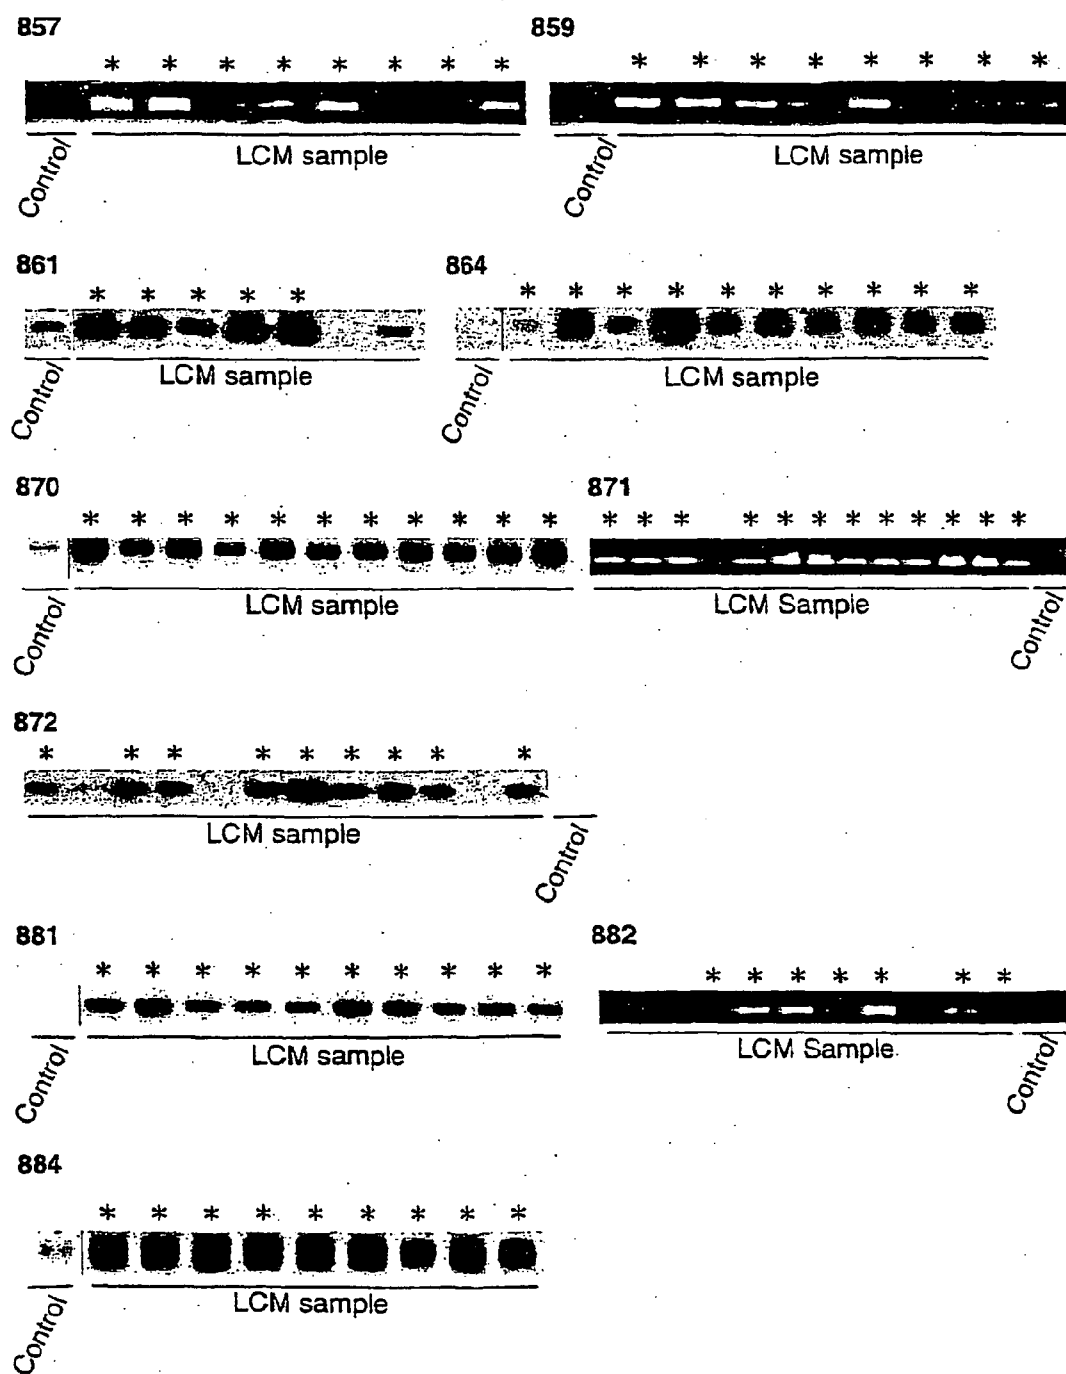 857
* * * * * * * *
Control
LCM sample
859
* * * * * * * *
Control
LCM sample
861
* * * * *
Control
LCM sample
864
* * * * * * * * * *
Control
LCM sample
870
* * * * * * * * * * *
Control
LCM sample
871
* * * * * * * * * * * *
LCM Sample
Control
872
* * * * * * * * *
LCM sample
Control
881
* * * * * * * * * *
Control
LCM sample
882
* * * * * * *
LCM Sample
Control
884
* * * * * * * * *
Control
LCM sample